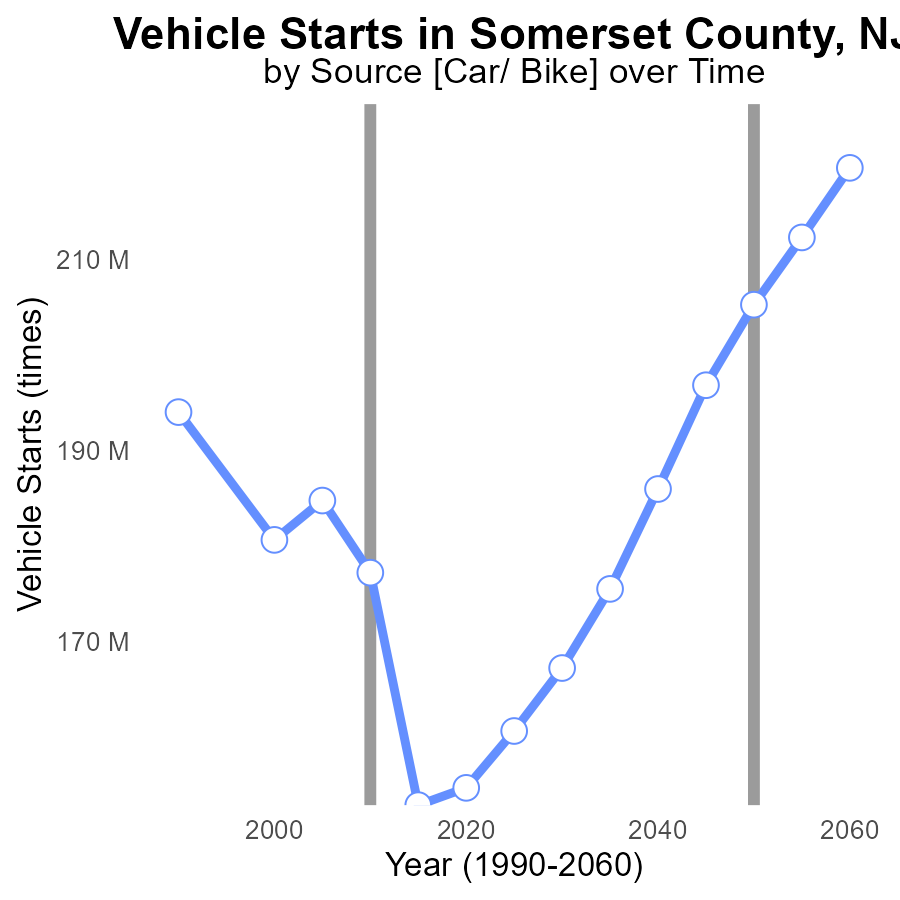 Vehicle Starts in Somerset County, NJ
by Source [Car/ Bike] over Time
Vehicle Starts (times)
210 M
190 M
170 M
2000 2020 2040 2060
Year (1990-2060)